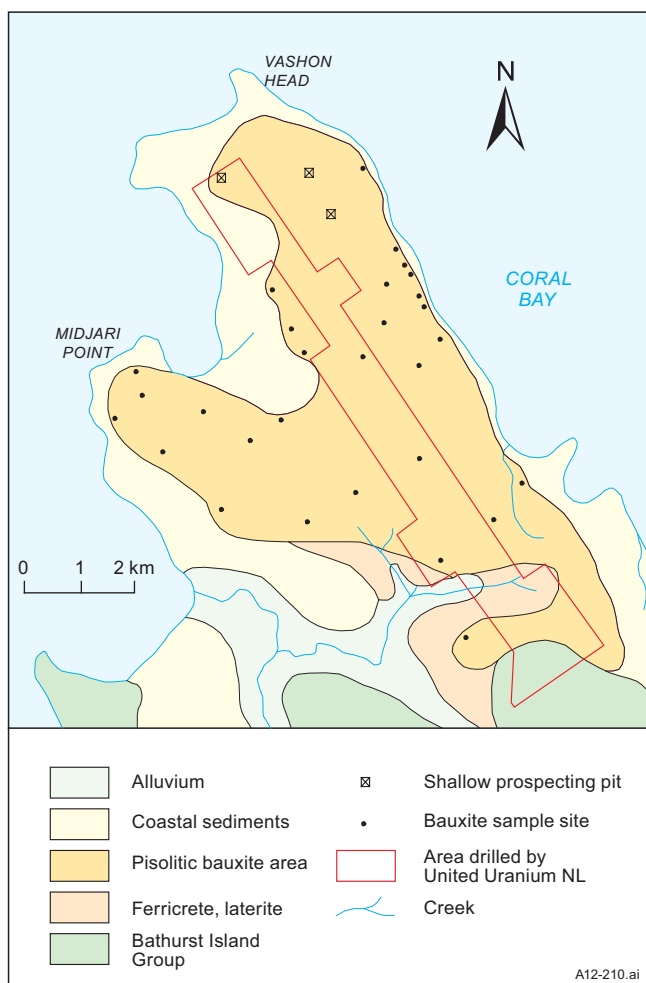 VASHON
HEAD
N
CORAL
BAY
MIDJARI
POINT
0 1 2 km
Alluvium
Coastal sediments
Pisolitic bauxite area
Ferricrete, laterite
Bathurst Island
Group
Shallow prospecting pit
Bauxite sample site
Area drilled by
United Uranium NL
Creek
A12-210.ai